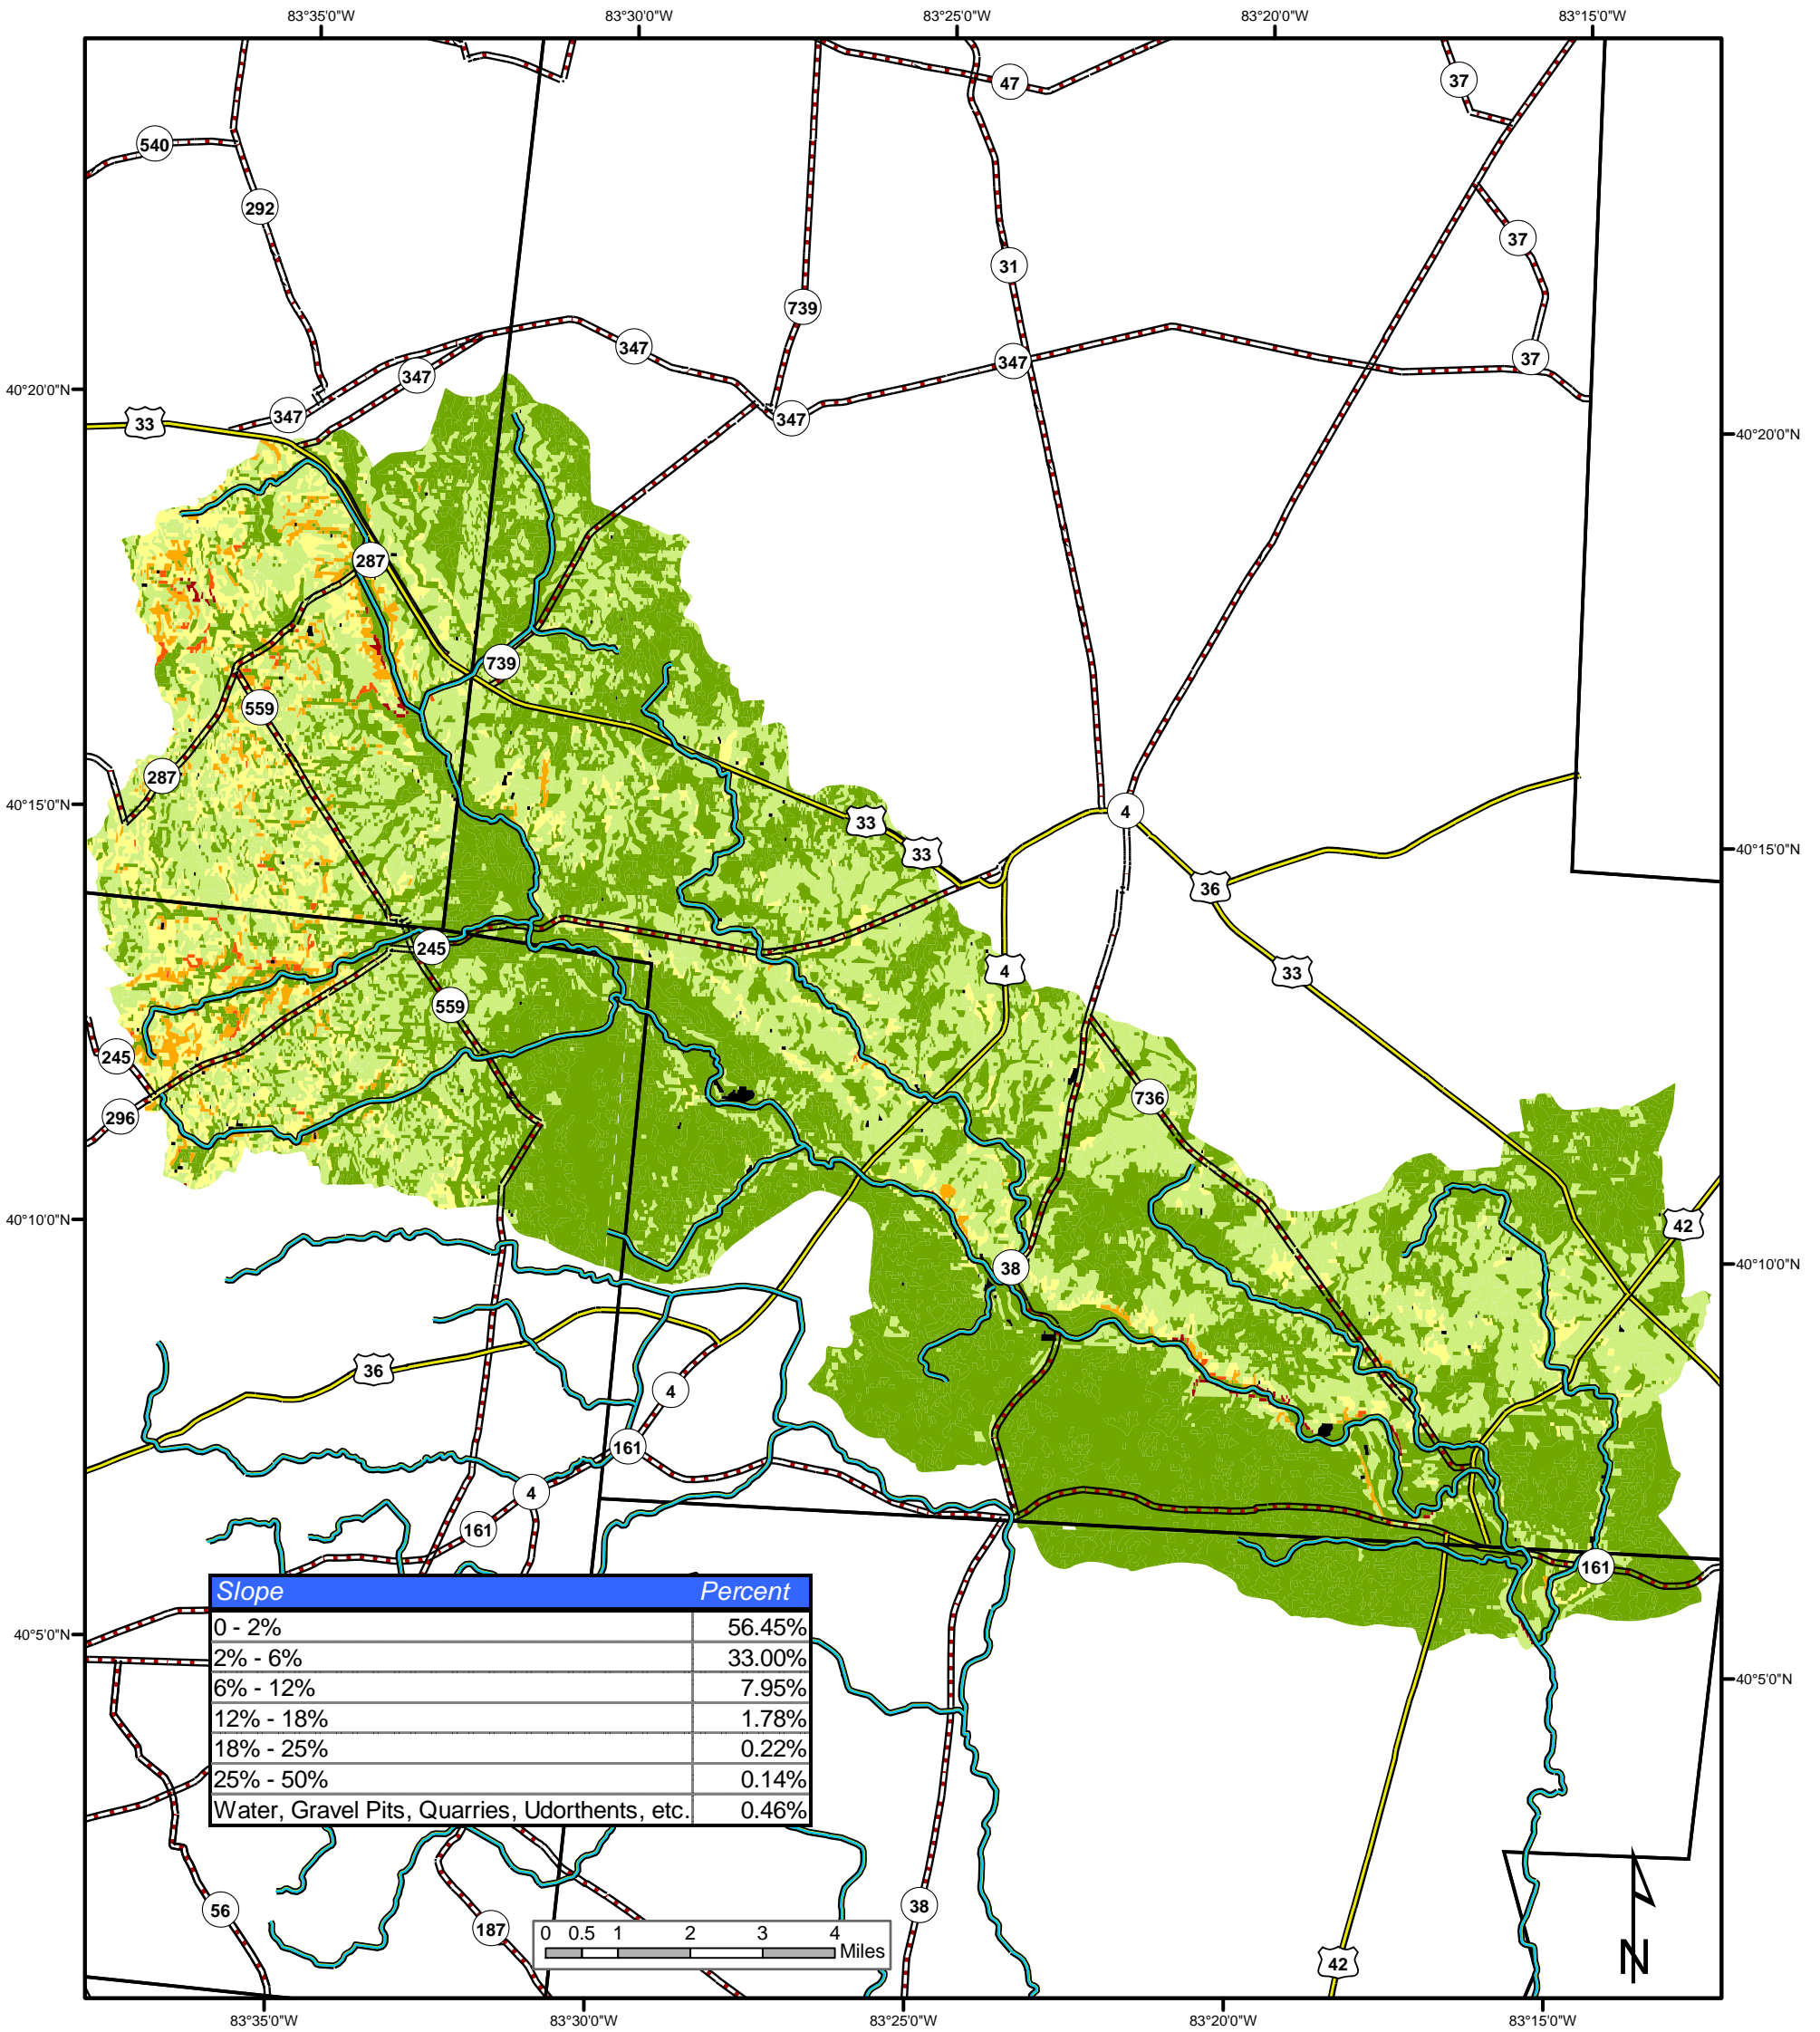 83°35'0"W 83°30'0"W 83°25'0"W 83°20'0"W 83°15'0"W
37
47
540
292
37
31
739
347
37
347
347
40°20'0"N
347
33
347
40°20'0"N
287
739
559
287
40°15'0"N
4
33
40°15'0"N
33
36
245
4
33
559
245
736
296
40°10'0"N
42
40°10'0"N
38
36
4
161
4
161
161
Slope Percent
0 - 2% 56.45%
40°5'0"N
2% - 6% 33.00%
40°5'0"N
6% - 12% 7.95%
12% - 18% 1.78%
18% - 25% 0.22%
25% - 50% 0.14%
Water, Gravel Pits, Quarries, Udorthents, etc. 0.46%
56
38
187
0 0.5 1 2 3 4
Miles
42
N
83°35'0"W 83°30'0"W 83°25'0"W 83°20'0"W 83°15'0"W